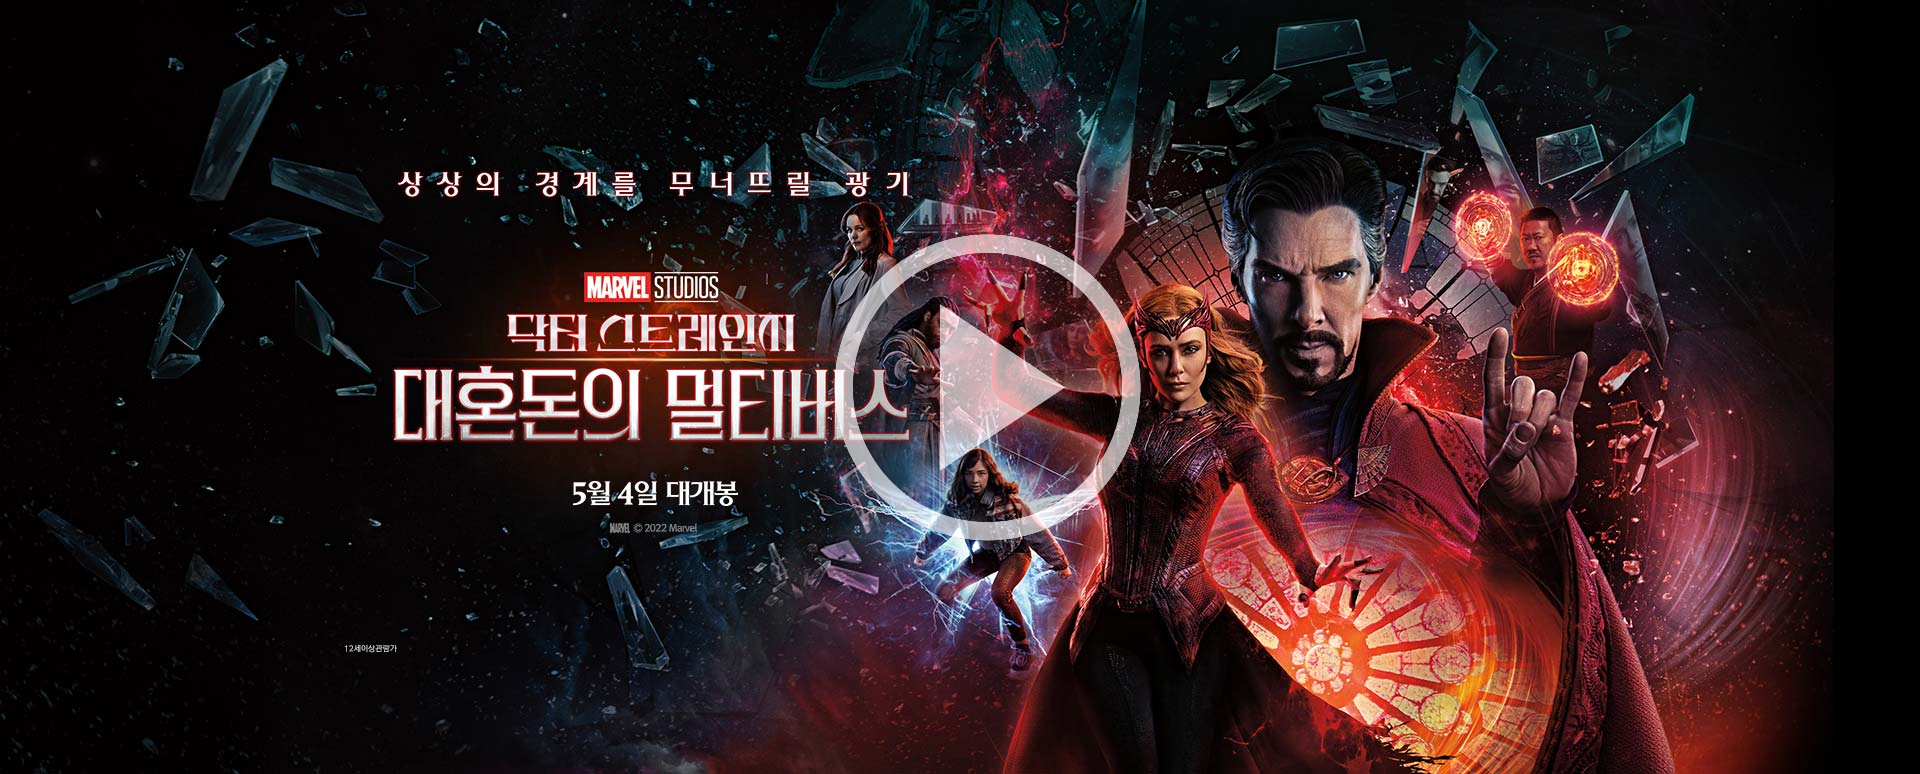 상상의 경계를 무너뜨릴 광기
MARVEL STUDIOS
닥터 스트레인지
대혼돈의 멀티버스
5월 4일 대개봉
MARVEL © 2022 Marvel
12세이상관람가